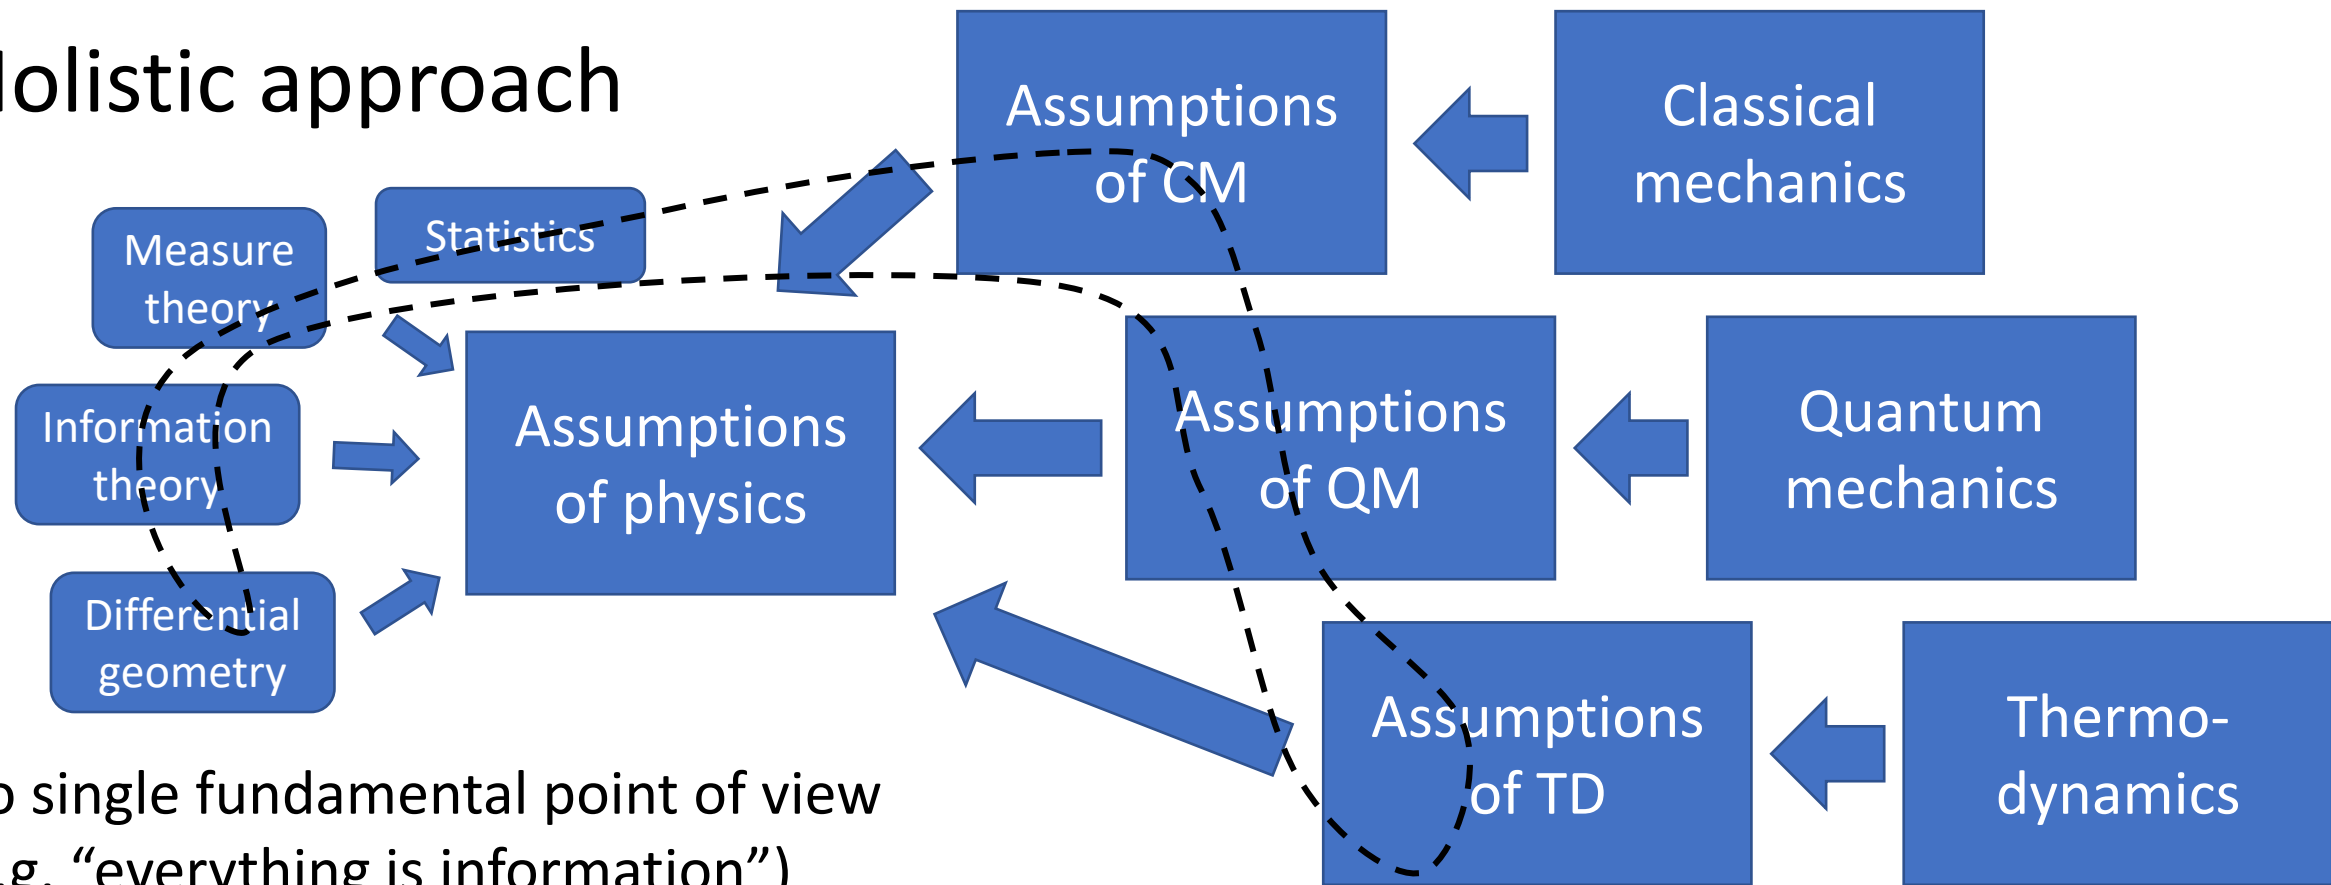 Holistic approach
Assumptions
of CM
Classical
mechanics
Measure
theory
Statistics
Information
theory
Differential
geometry
Assumptions
of physics
Assumptions
of QM
Quantum
mechanics
Assumptions
of TD
Thermo-
dynamics
o single fundamental point of view
.g. “everything is information”)